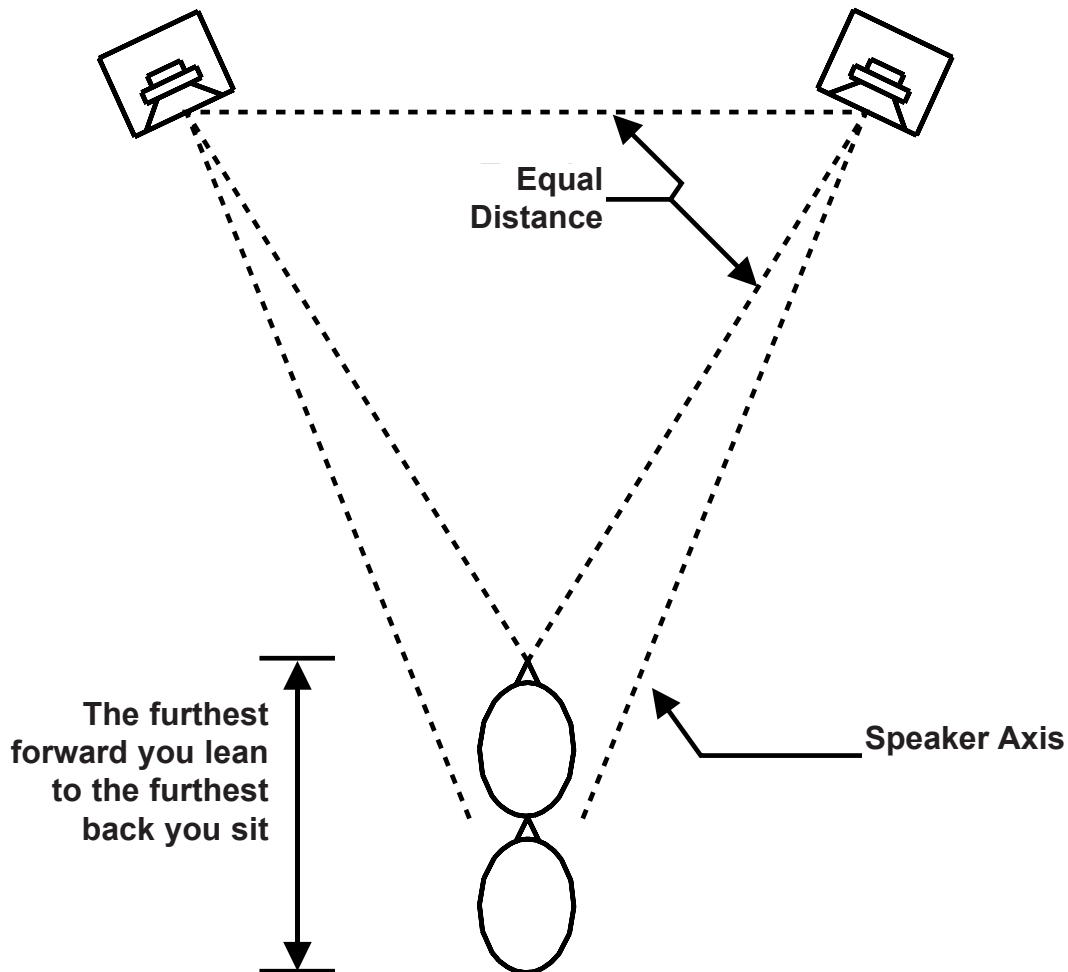 Equal
Distance
The furthest
forward you lean
to the furthest
back you sit
Speaker Axis